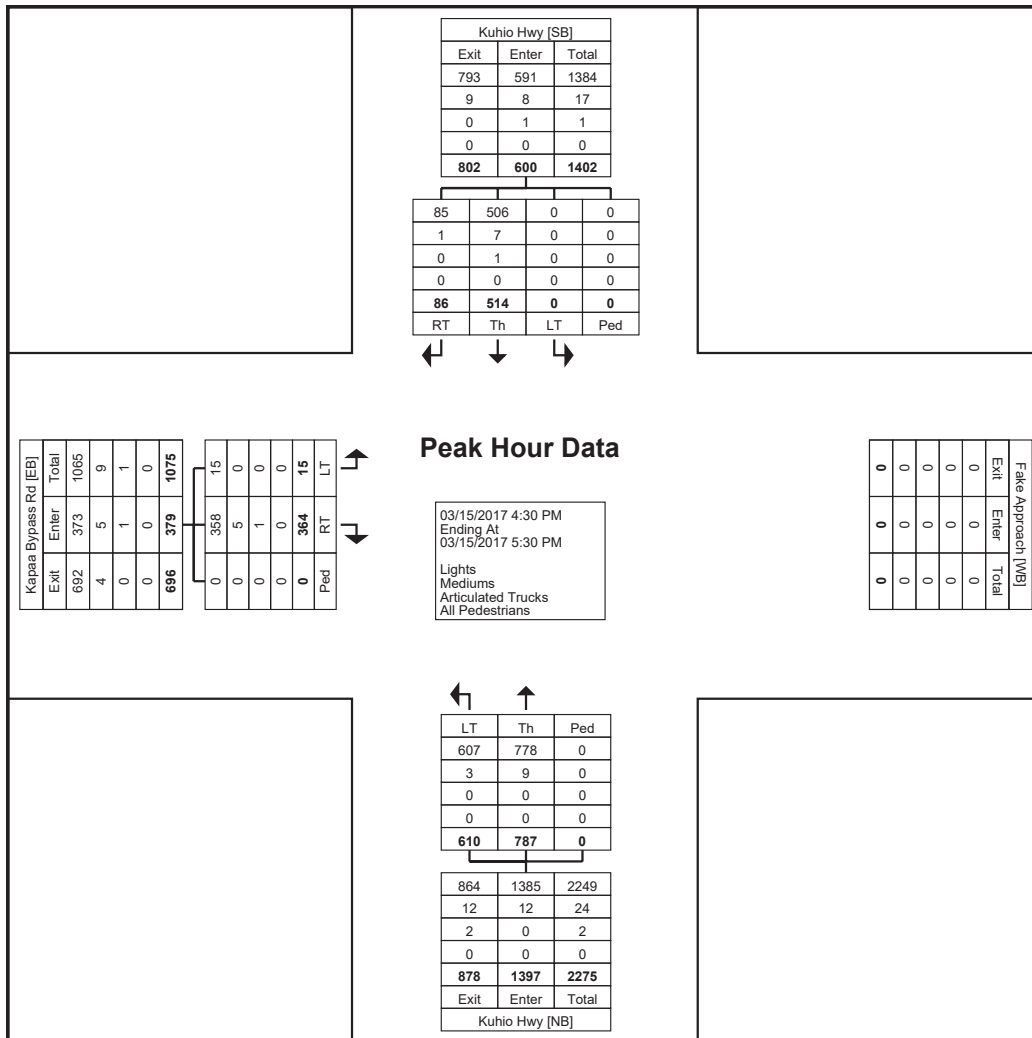 Kuhio Hwy [SB]
Exit Enter Total
793 591 1384
9 8 17
0 1 1
0 0 0
802 600 1402
85 506 0 0
1 7 0 0
0 1 0 0
0 0 0 0
86 514 0 0
RT Th LT Ped
Kapaa Bypass Rd [EB]
Exit Enter Total
692 373 1065
4 5 9
0 1 1
0 0 0
696 379 1075
0 358 15
0 5 0
0 1 0
0 0 0
0 364 15
Ped RT LT
Peak Hour Data
03/15/2017 4:30 PM
Ending At
03/15/2017 5:30 PM
Lights
Mediums
Articulated Trucks
All Pedestrians
Fake Approach [WB]
Exit Enter Total
0 0 0
0 0 0
0 0 0
0 0 0
0 0 0
LT Th Ped
607 778 0
3 9 0
0 0 0
0 0 0
610 787 0
864 1385 2249
12 12 24
2 0 2
0 0 0
878 1397 2275
Exit Enter Total
Kuhio Hwy [NB]